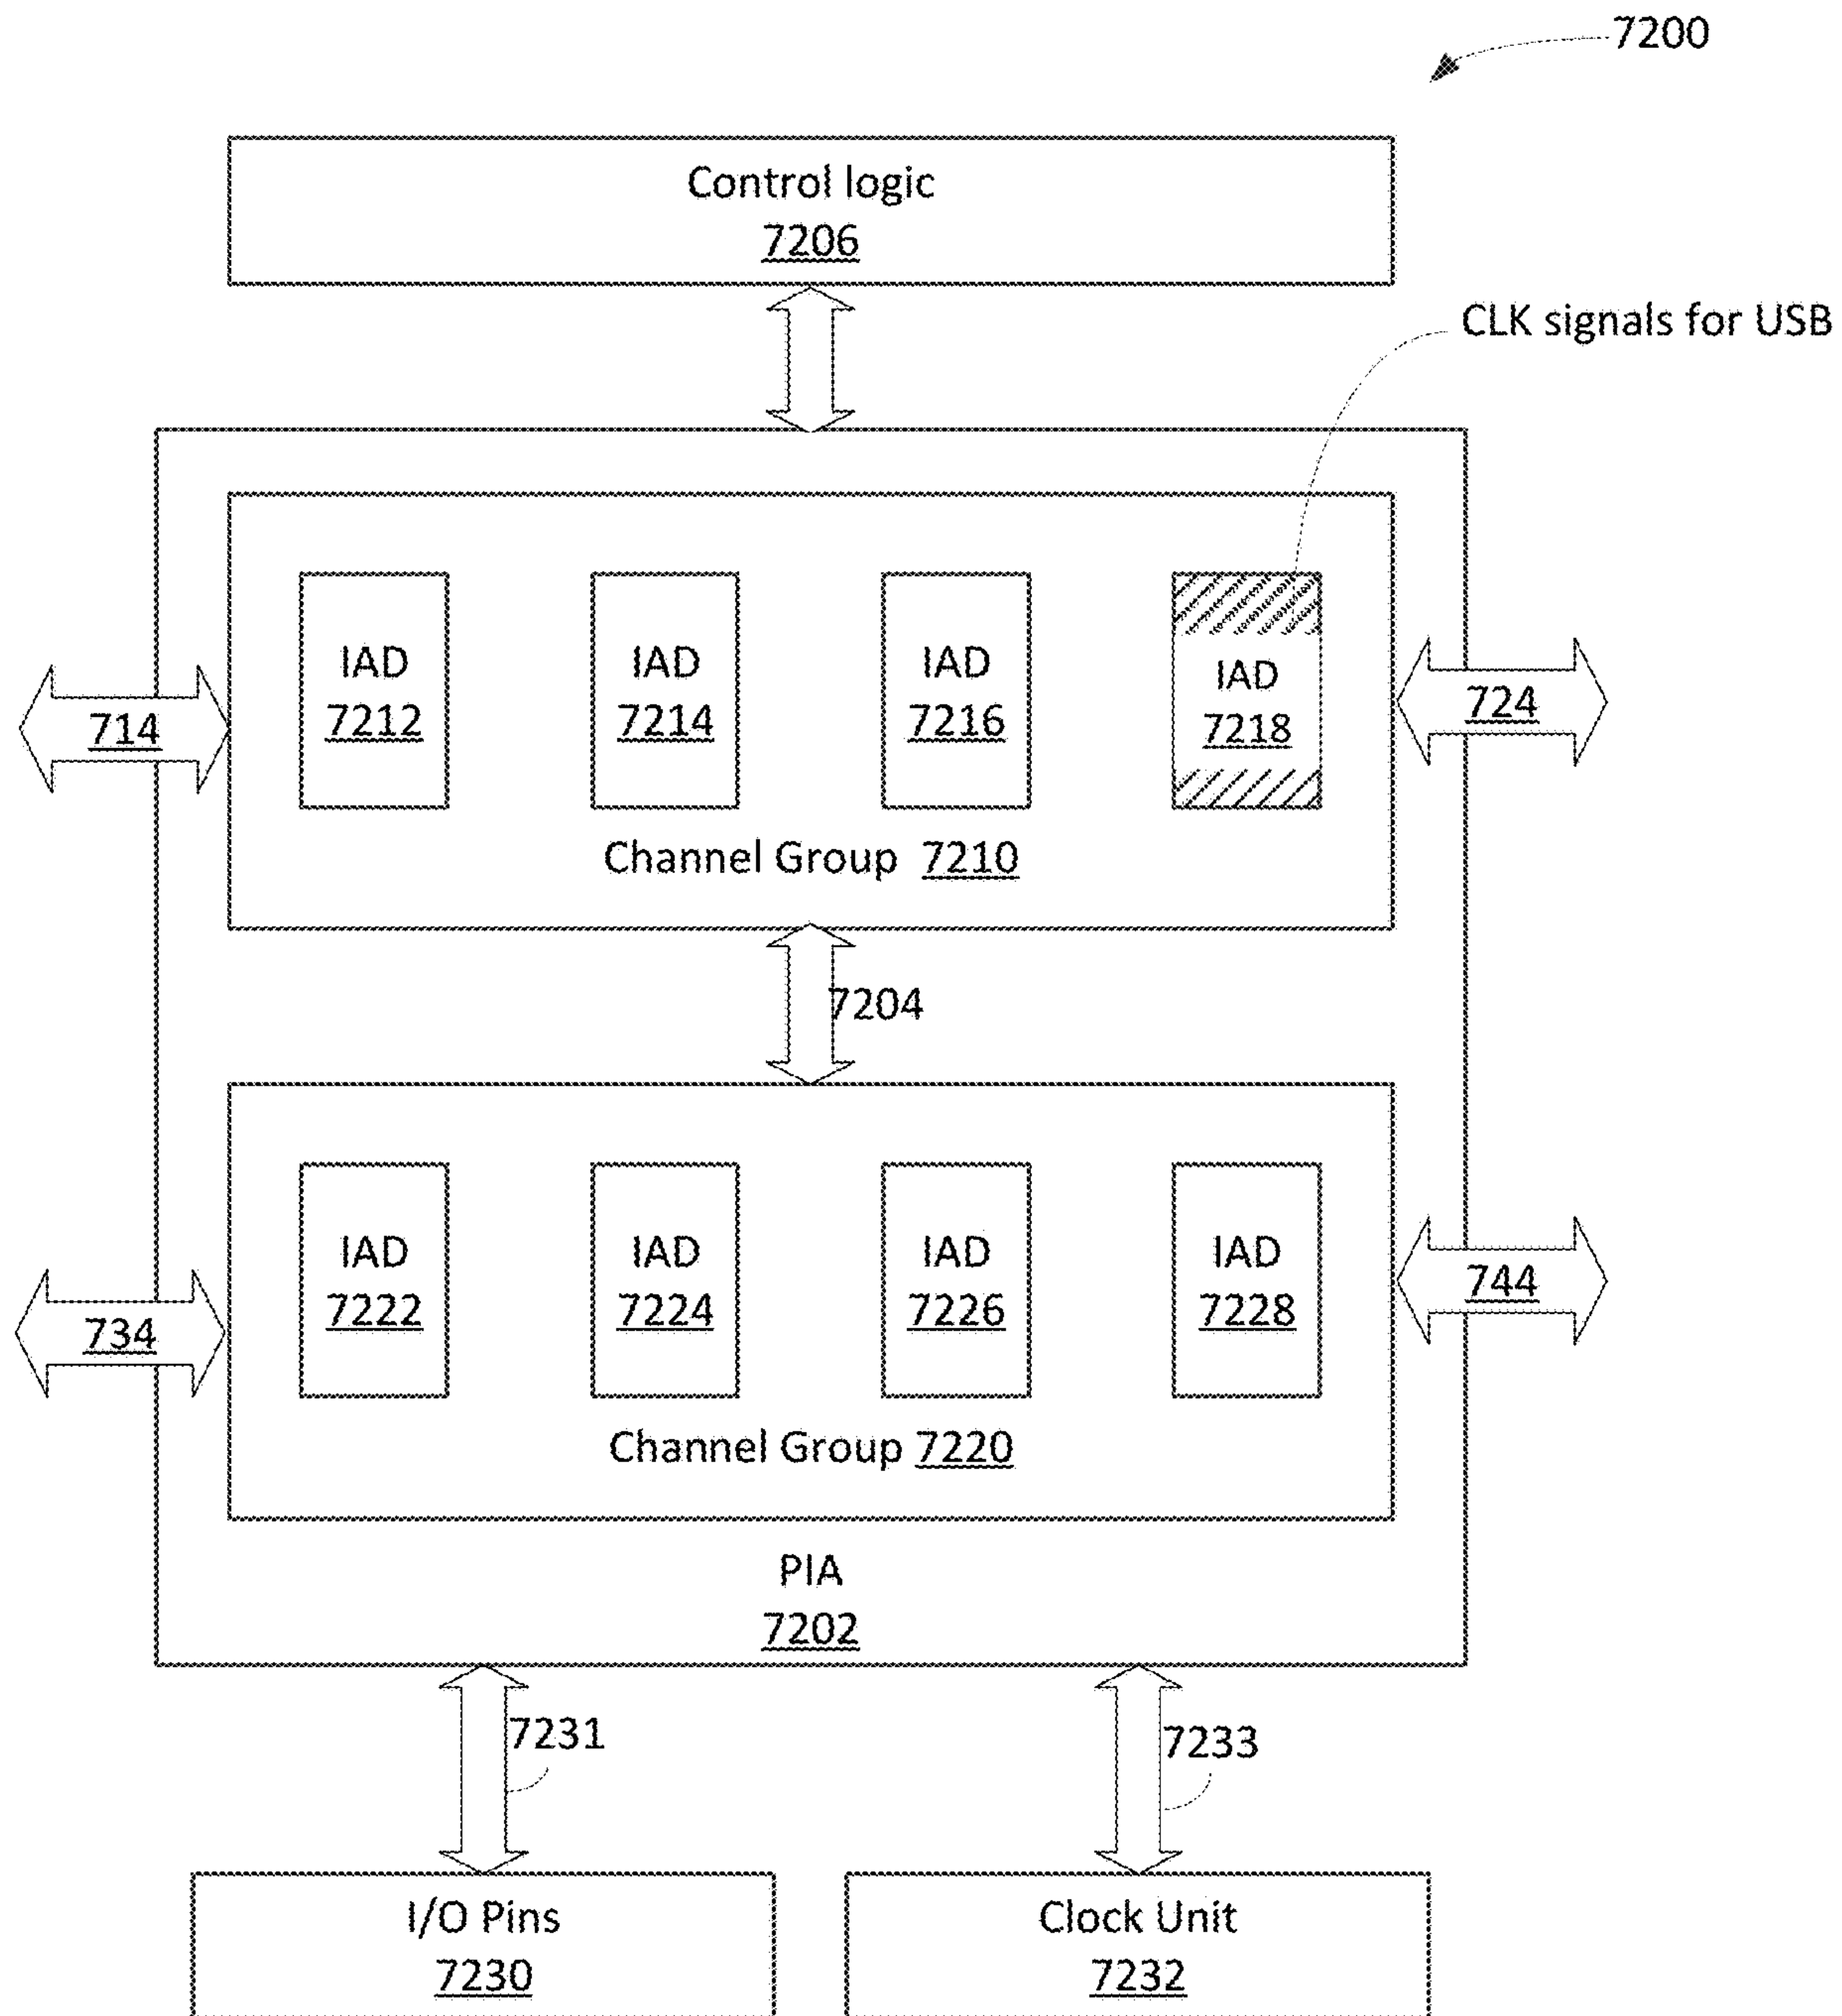 7200
Control logic
7206
CLK signals for USB
IAD
7212
IAD
7214
IAD
7216
IAD
7218
714
724
Channel Group 7210
7204
IAD
7222
IAD
7224
IAD
7226
IAD
7228
734
744
Channel Group 7220
PIA
7202
7231
7233
I/O Pins
7230
Clock Unit
7232